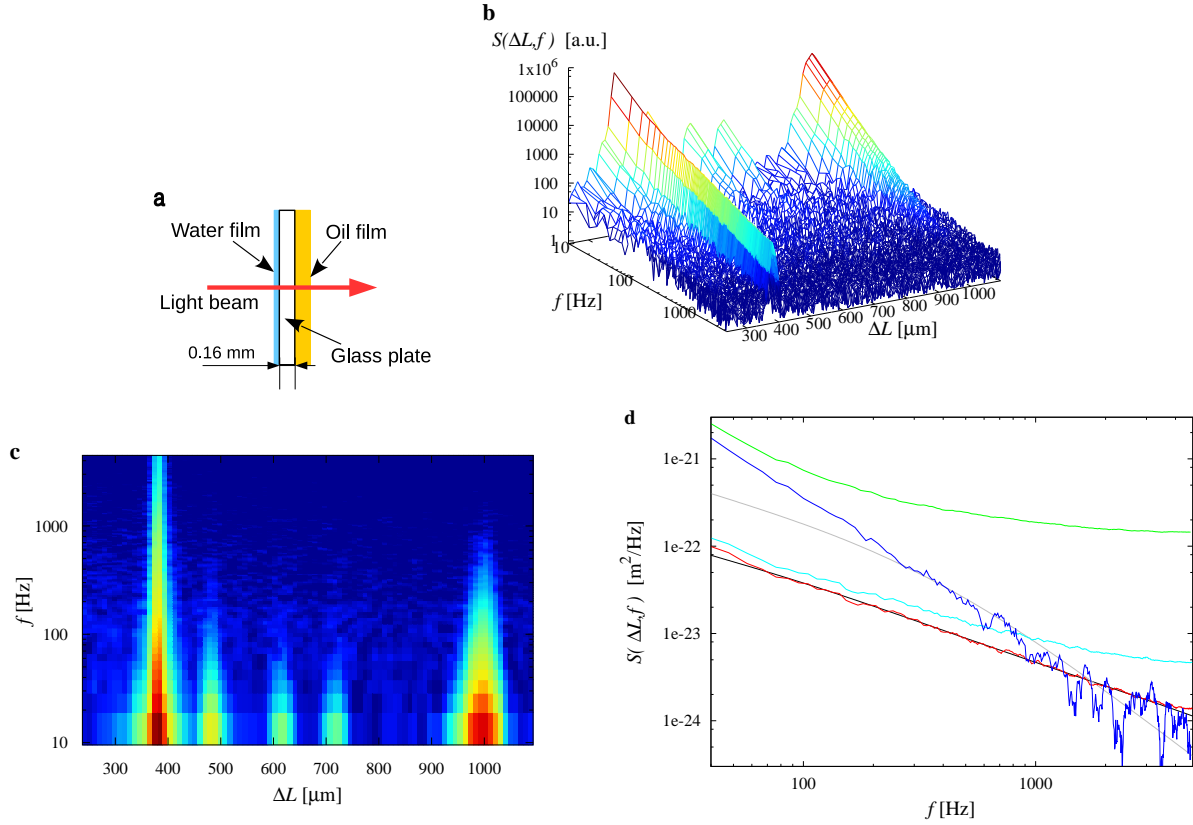 a
Water film
Oil film
Light beam
Glass plate
0.16 mm
b
S(ΔL,f) [a.u.]
1x10⁶
100000
10000
1000
100
10
1
10
100
1000
f [Hz]
300 400 500 600 700 800 900 1000
ΔL [µm]
c
1000
100
10
f [Hz]
300 400 500 600 700 800 900 1000
ΔL [µm]
d
1e-21
1e-22
1e-23
1e-24
S( ΔL,f ) [m²/Hz]
100 1000
f [Hz]